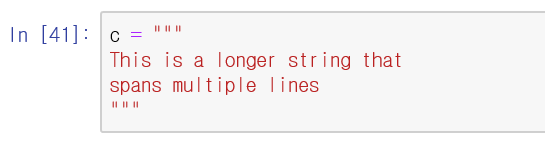 In [41]: c = """
This is a longer string that
spans multiple lines
"""